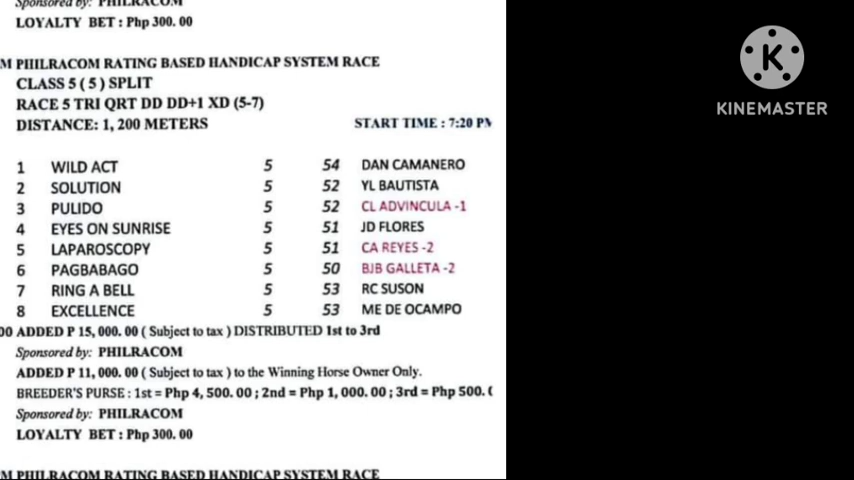 Sponsored by: PHILRACOM
LOYALTY BET : Php 300. 00
M PHILRACOM RATING BASED HANDICAP SYSTEM RACE
CLASS 5 ( 5 ) SPLIT
RACE 5 TRI QRT DD DD+1 XD (5-7)
DISTANCE: 1, 200 METERS START TIME : 7:20 PM
1 WILD ACT 5 54 DAN CAMANERO
2 SOLUTION 5 52 YL BAUTISTA
3 PULIDO 5 52 CL ADVINCULA -1
4 EYES ON SUNRISE 5 51 JD FLORES
5 LAPAROSCOPY 5 51 CA REYES -2
6 PAGBABAGO 5 50 BJB GALLETA -2
7 RING A BELL 5 53 RC SUSON
8 EXCELLENCE 5 53 ME DE OCAMPO
00 ADDED P 15, 000. 00 ( Subject to tax ) DISTRIBUTED 1st to 3rd
Sponsored by: PHILRACOM
ADDED P 11, 000. 00 ( Subject to tax ) to the Winning Horse Owner Only.
BREEDER'S PURSE : 1st = Php 4, 500. 00 ; 2nd = Php 1, 000. 00 ; 3rd = Php 500. (
Sponsored by: PHILRACOM
LOYALTY BET : Php 300. 00
M PHILRACOM RATING BASED HANDICAP SYSTEM RACE
K
KINEMASTER